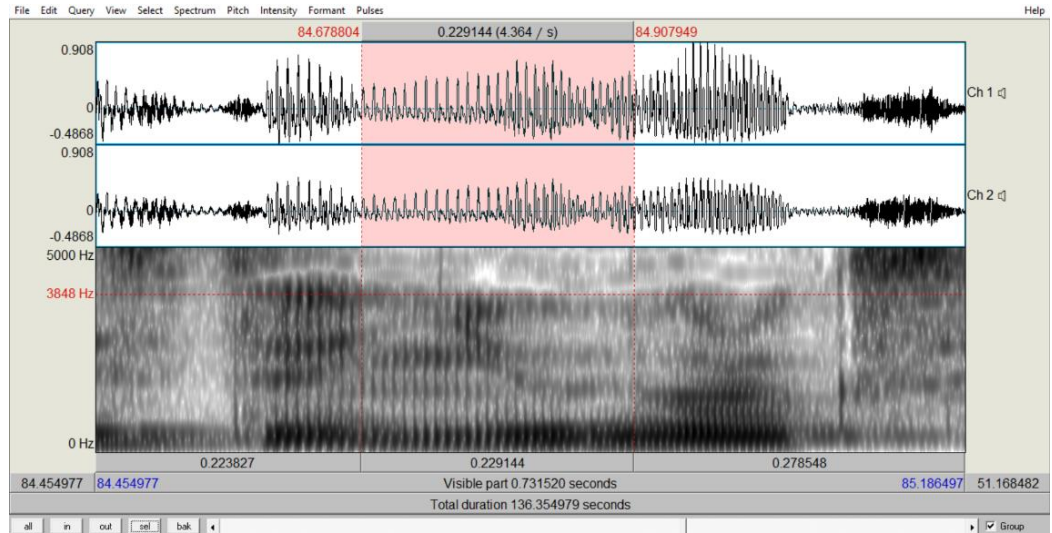 File Edit Query View Select Spectrum Pitch Intensity Formant Pulses Help
84.678804 0.229144 (4.364 / s) 84.907949
0.908
0
-0.4868
Ch 1
0.908
0
-0.4868
Ch 2
5000 Hz
3848 Hz
0 Hz
0.223827 0.229144 0.278548
84.454977 84.454977 Visible part 0.731520 seconds 85.186497 51.168482
Total duration 136.354979 seconds
all in out sel bak Group